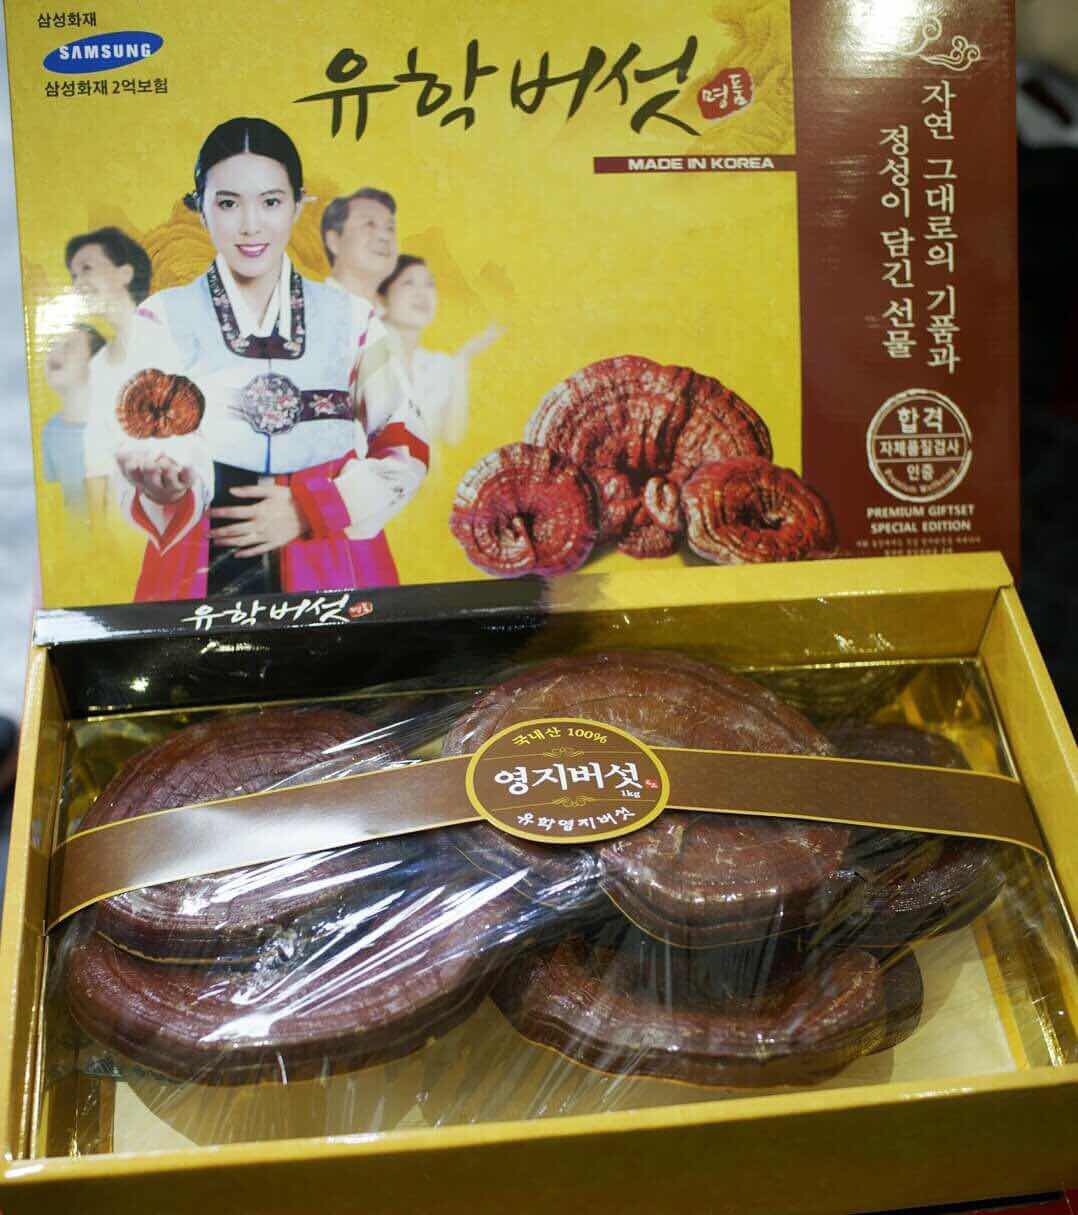 삼성화재
SAMSUNG
삼성화재 2억보험
유학버섯
명품
MADE IN KOREA
자연 그대로의 기품과
정성이 담긴 선물
합격
자체품질검사
인증
PREMIUM GIFTSET
SPECIAL EDITION
유학버섯
명품
국내산 100%
영지버섯
1kg
유학영지버섯